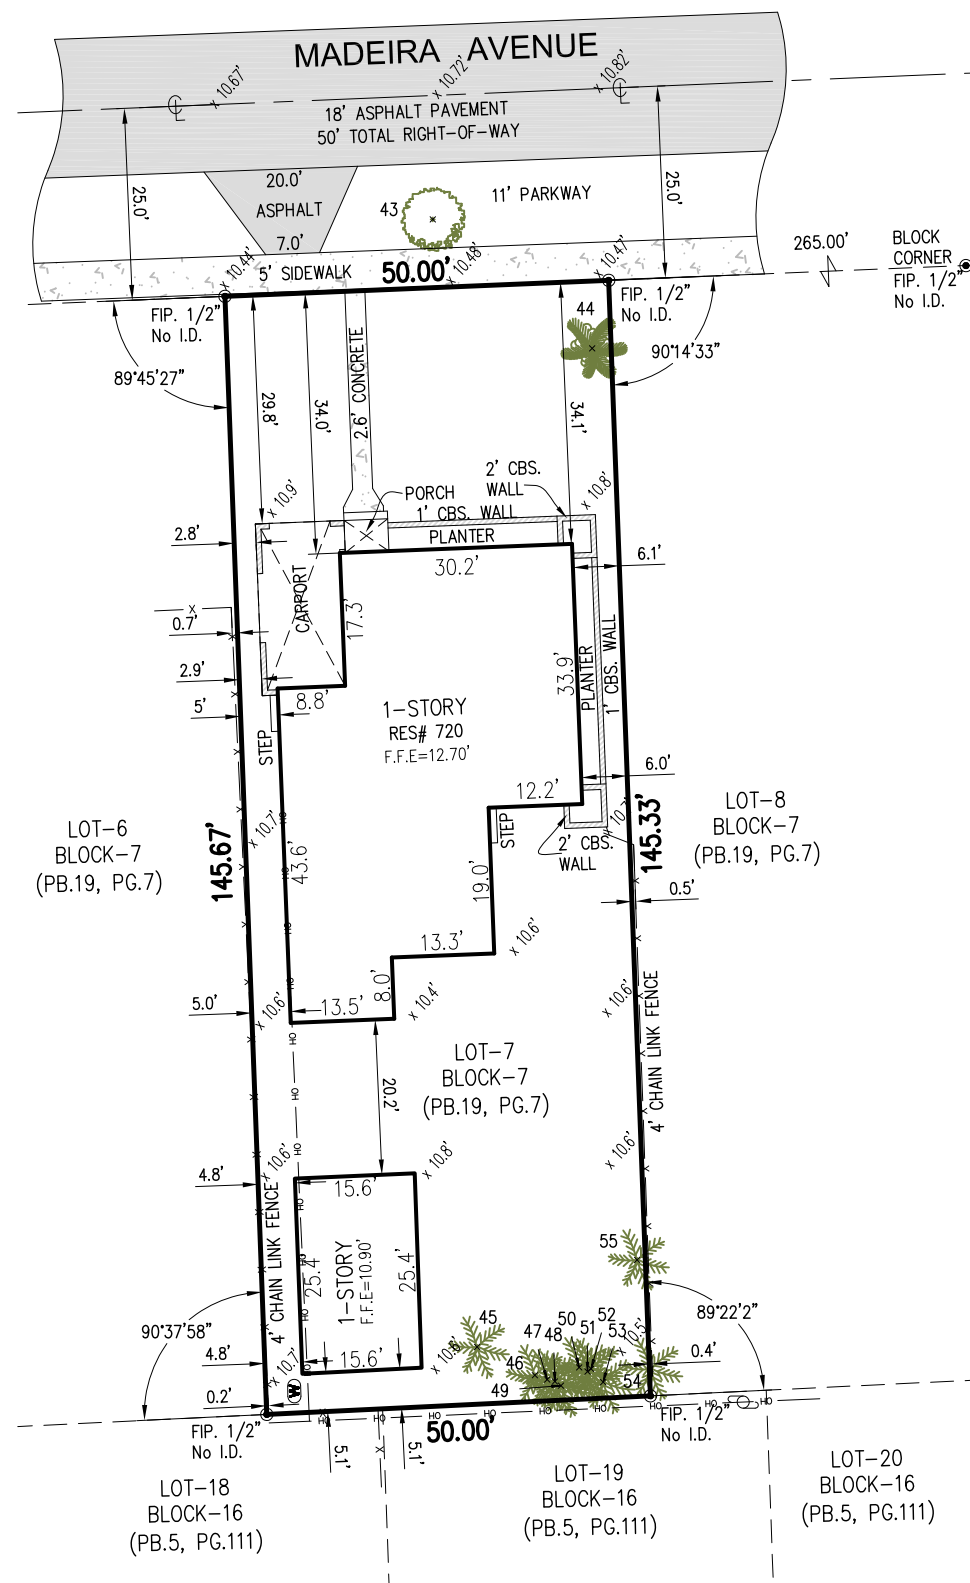 MADEIRA AVENUE
x 10.67'
x 10.72'
x 10.82'
18' ASPHALT PAVEMENT
50' TOTAL RIGHT-OF-WAY
25.0'
25.0'
20.0'
ASPHALT
7.0'
43
11' PARKWAY
265.00'
BLOCK
CORNER
FIP. 1/2"
No I.D.
x 10.44'
5' SIDEWALK
50.00'
x 10.48'
x 10.47'
FIP. 1/2"
No I.D.
FIP. 1/2"
No I.D.
44
89°45'27"
90°14'33"
29.8'
34.0'
2.6' CONCRETE
34.1'
x 10.9'
PORCH
2' CBS.
WALL
1' CBS. WALL
x 10.8'
PLANTER
2.8'
30.2'
6.1'
CARPORT
17.3'
0.7'
2.9'
8.8'
5'
STEP
1-STORY
RES# 720
F.F.E=12.70'
33.9'
PLANTER
1' CBS. WALL
12.2'
6.0'
STEP
2' CBS.
WALL
x 10.7'
LOT-6
BLOCK-7
(PB.19, PG.7)
145.67'
x 10.7'
43.6'
19.0'
145.33'
LOT-8
BLOCK-7
(PB.19, PG.7)
0.5'
13.3'
x 10.6'
8.0'
13.5'
x 10.4'
5.0'
x 10.6'
x 10.6'
4' CHAIN LINK FENCE
20.2'
LOT-7
BLOCK-7
(PB.19, PG.7)
x 10.6'
x 10.8'
x 10.6'
4.8'
15.6'
4' CHAIN LINK FENCE
25.4'
1-STORY
F.F.E=10.90'
25.4'
55
90°37'58"
89°22'2"
45
50
52
51
53
47
48
46
x 10.5'
15.6'
x 10.6'
4.8'
0.4'
x 10.7'
W
49
54
0.2'
FIP. 1/2"
No I.D.
50.00'
FIP. 1/2"
No I.D.
5.1'
5.1'
LOT-18
BLOCK-16
(PB.5, PG.111)
LOT-19
BLOCK-16
(PB.5, PG.111)
LOT-20
BLOCK-16
(PB.5, PG.111)